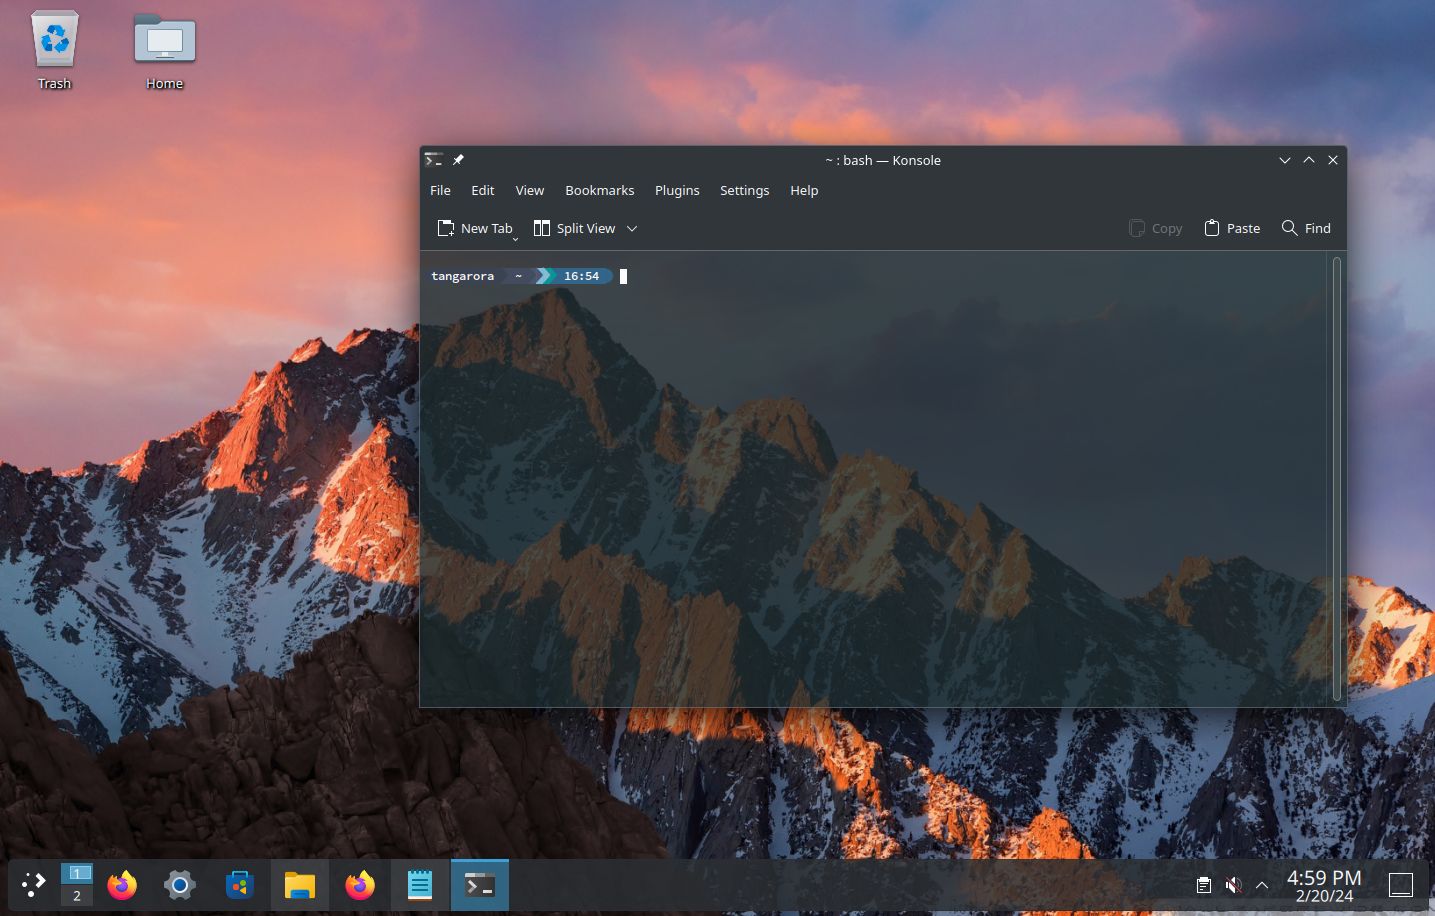 Trash
Home
~ : bash — Konsole
File Edit View Bookmarks Plugins Settings Help
New Tab Split View Copy Paste Find
tangarora ~ 16:54
1
2
4:59 PM
2/20/24